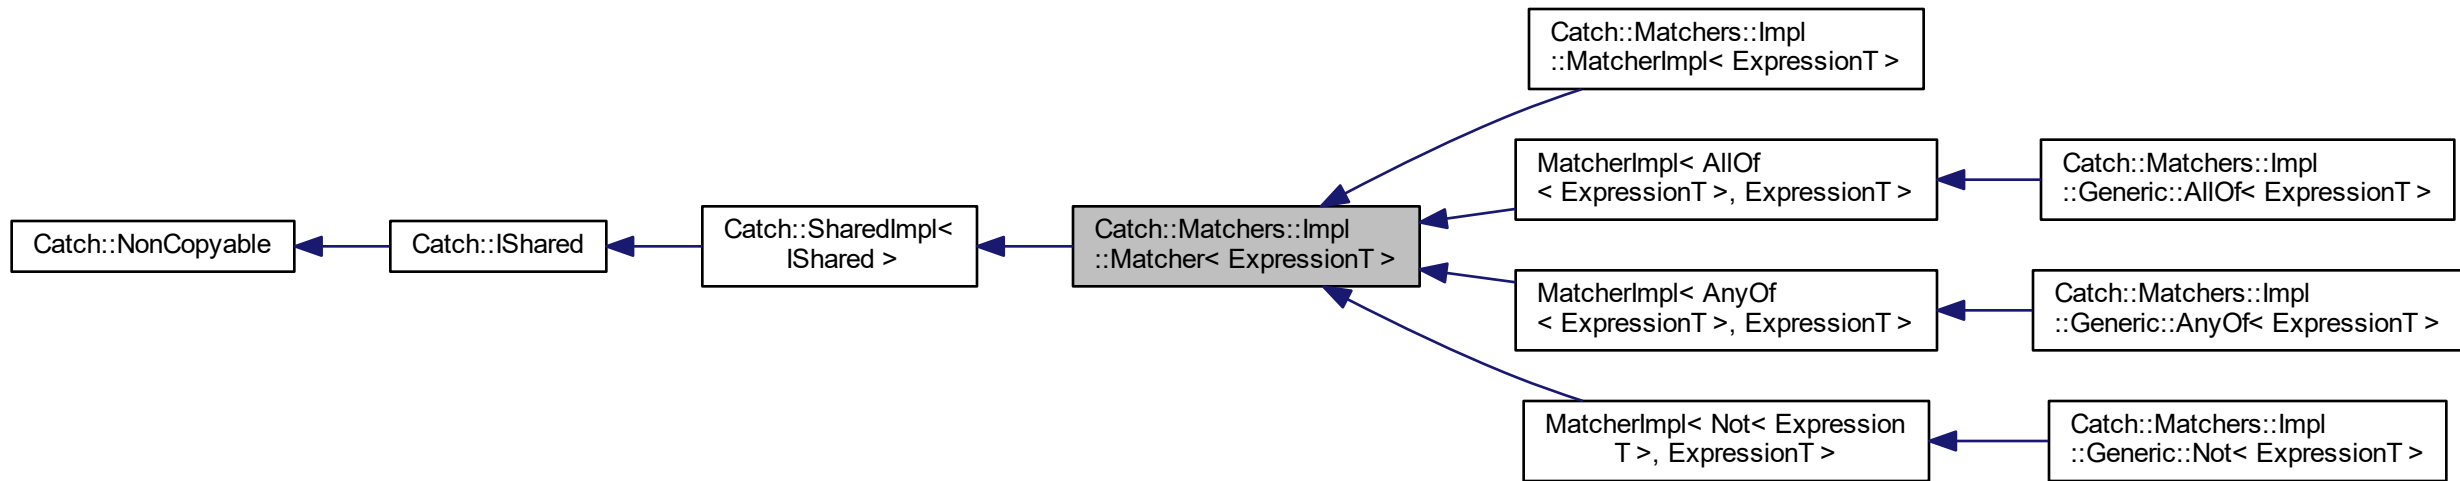 Catch::NonCopyable
Catch::IShared
Catch::SharedImpl<
IShared >
Catch::Matchers::Impl
::Matcher< ExpressionT >
Catch::Matchers::Impl
::MatcherImpl< ExpressionT >
MatcherImpl< AllOf
< ExpressionT >, ExpressionT >
Catch::Matchers::Impl
::Generic::AllOf< ExpressionT >
MatcherImpl< AnyOf
< ExpressionT >, ExpressionT >
Catch::Matchers::Impl
::Generic::AnyOf< ExpressionT >
MatcherImpl< Not< Expression
T >, ExpressionT >
Catch::Matchers::Impl
::Generic::Not< ExpressionT >